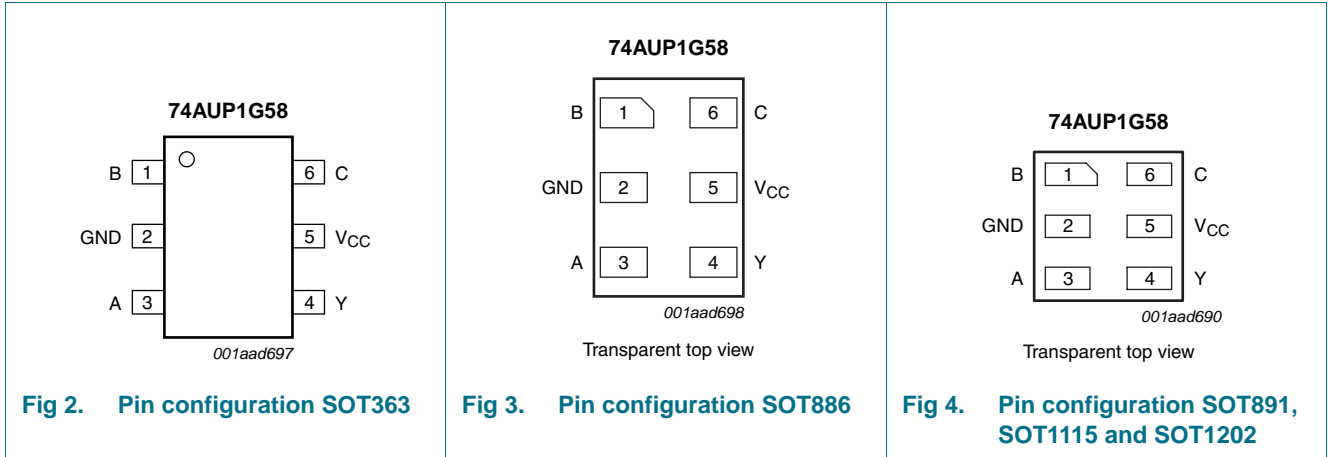 74AUP1G58
B 1 6 C
GND 2 5 VCC
A 3 4 Y
001aad697
Fig 2. Pin configuration SOT363
74AUP1G58
B 1 6 C
GND 2 5 VCC
A 3 4 Y
001aad698
Transparent top view
Fig 3. Pin configuration SOT886
74AUP1G58
B 1 6 C
GND 2 5 VCC
A 3 4 Y
001aad690
Transparent top view
Fig 4. Pin configuration SOT891,
SOT1115 and SOT1202